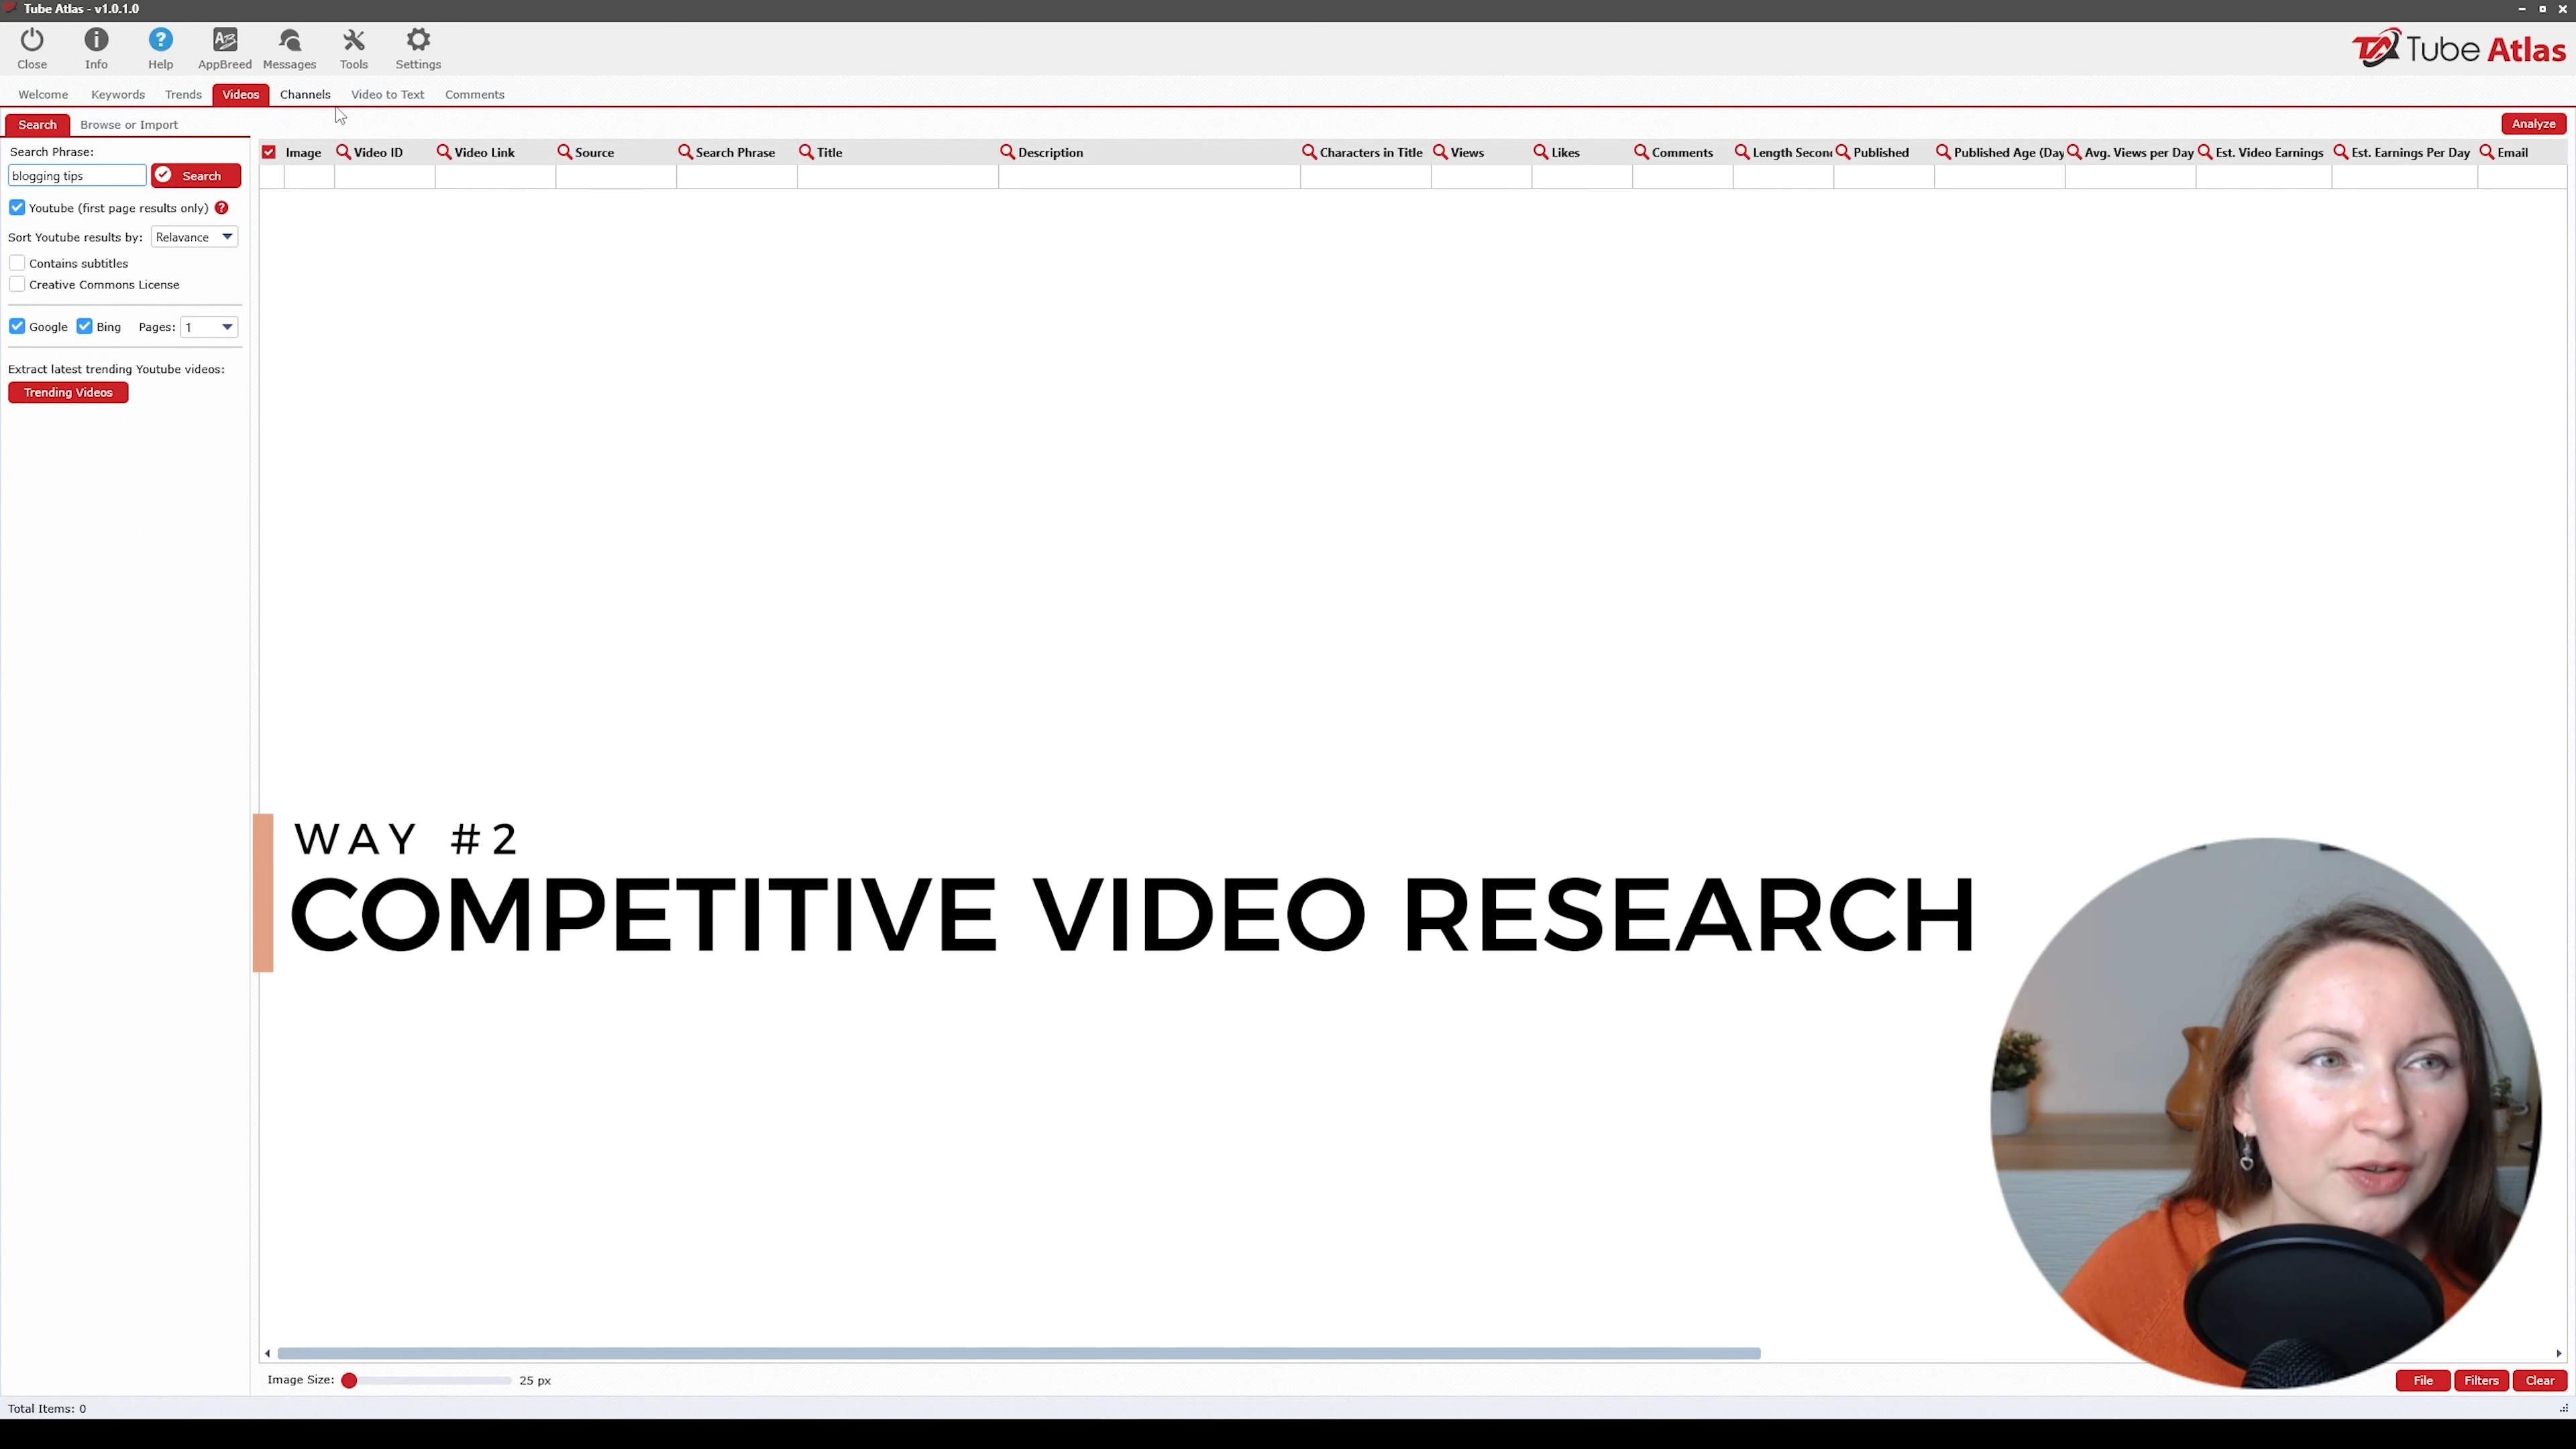 Tube Atlas - v1.0.1.0
Close Info Help AppBreed Messages Tools Settings
Tube Atlas
Welcome Keywords Trends Videos Channels Video to Text Comments
Search Browse or Import
Analyze
Search Phrase:
blogging tips Search
Youtube (first page results only) ?
Sort Youtube results by: Relavance
Contains subtitles
Creative Commons License
Google Bing Pages: 1
Extract latest trending Youtube videos:
Trending Videos
Image Video ID Video Link Source Search Phrase Title Description Characters in Title Views Likes Comments Length Secon Published Published Age (Day Avg. Views per Day Est. Video Earnings Est. Earnings Per Day Email
WAY #2
COMPETITIVE VIDEO RESEARCH
Image Size: 25 px
File Filters Clear
Total Items: 0